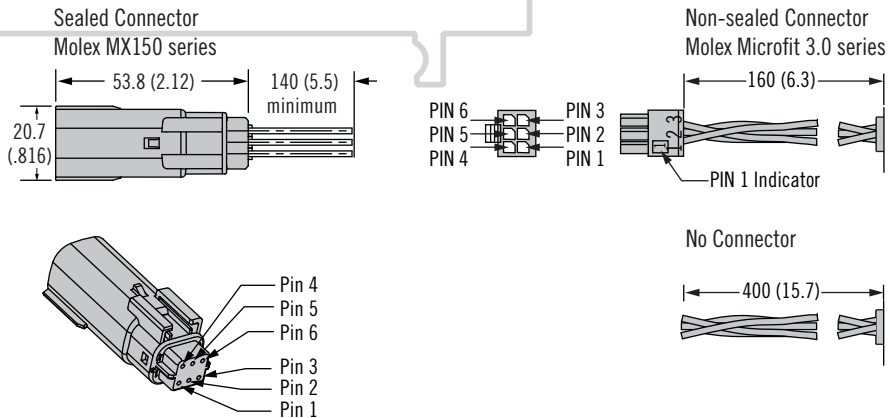 Sealed Connector
Molex MX150 series
53.8 (2.12)
140 (5.5)
minimum
20.7
(.816)
Non-sealed Connector
Molex Microfit 3.0 series
160 (6.3)
PIN 6
PIN 5
PIN 4
PIN 3
PIN 2
PIN 1
1 2 3
1
PIN 1 Indicator
Pin 4
Pin 5
Pin 6
Pin 3
Pin 2
Pin 1
No Connector
400 (15.7)